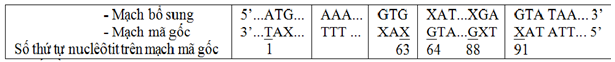 - Mạch bổ sung 5’...ATG... AAA... GTG XAT...XGA GTA TAA... 3’
- Mạch mã gốc 3’...TAX... TTT ... XAX GTA...GXT XAT ATT... 5’
Số thứ tự nuclêôtit trên mạch mã gốc 1 63 64 88 91